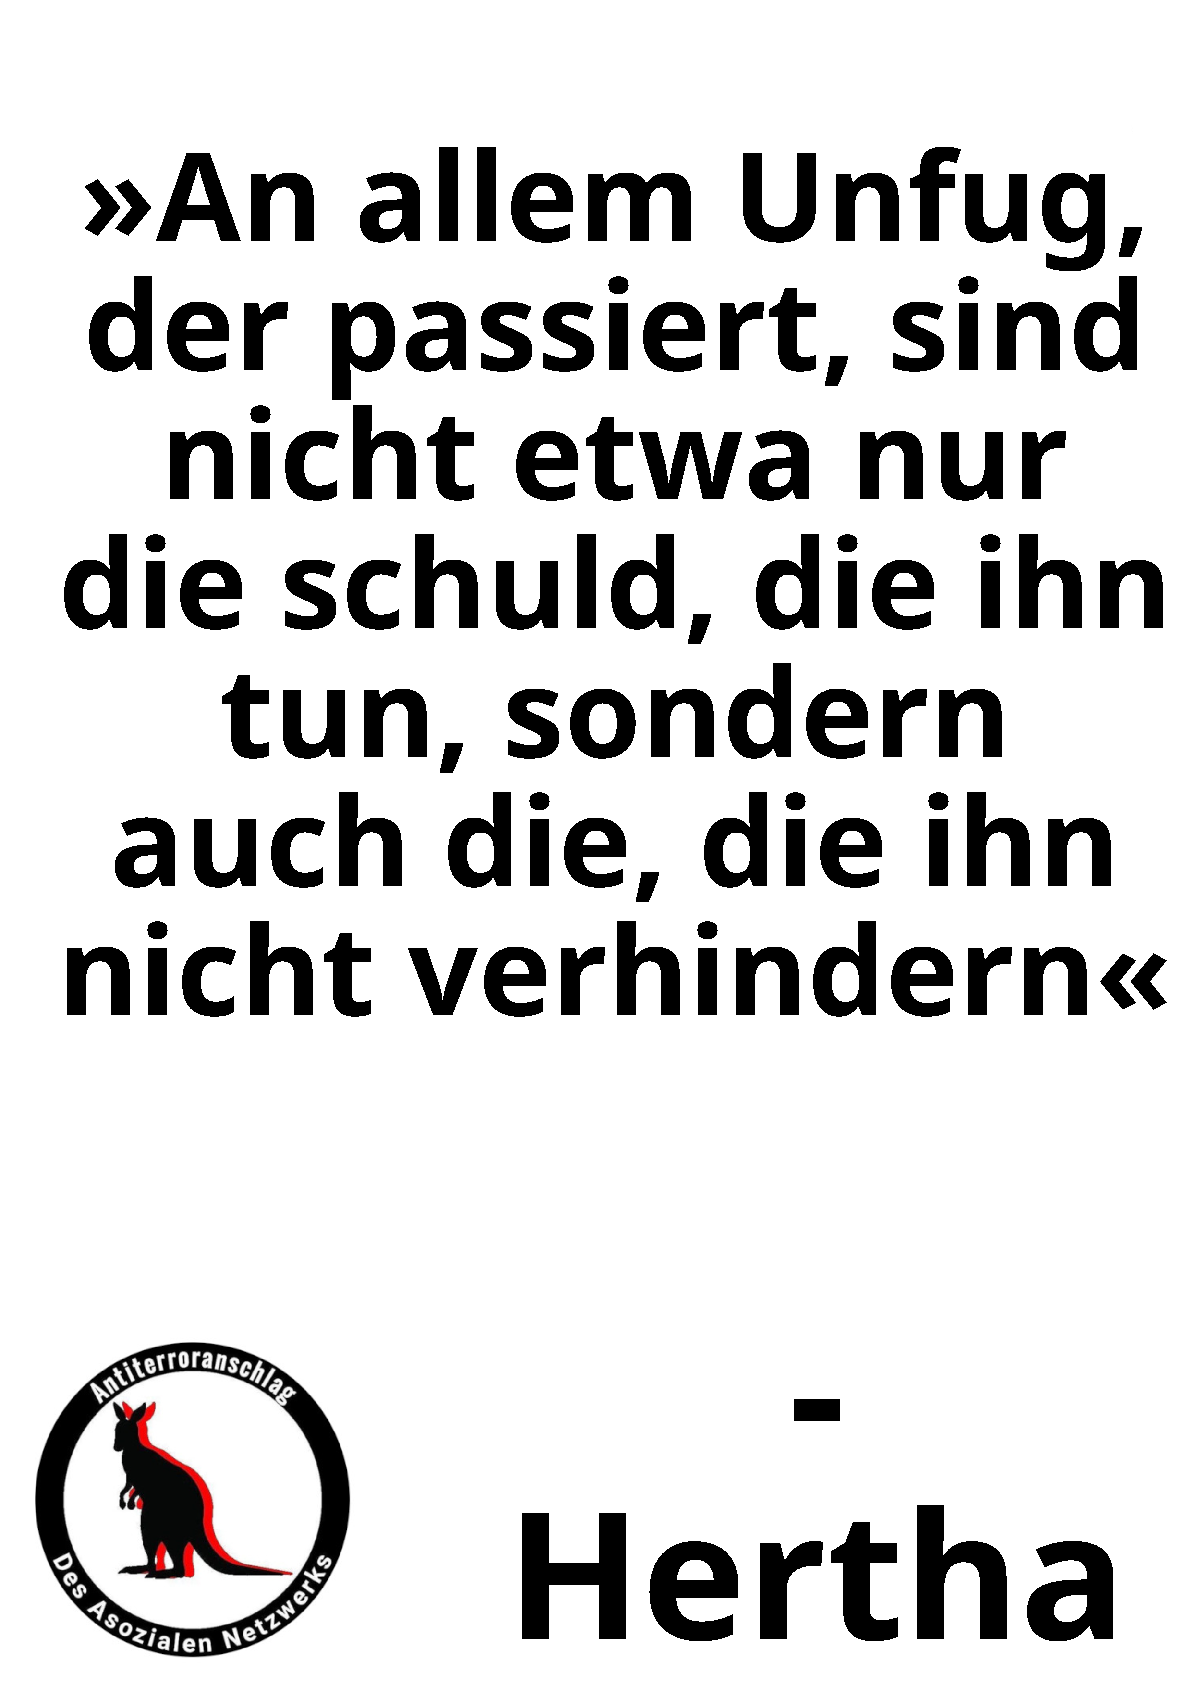 »An allem Unfug,
der passiert, sind
nicht etwa nur
die schuld, die ihn
tun, sondern
auch die, die ihn
nicht verhindern«
-
Hertha
Antiterroranschlag
Des Asozialen Netzwerks